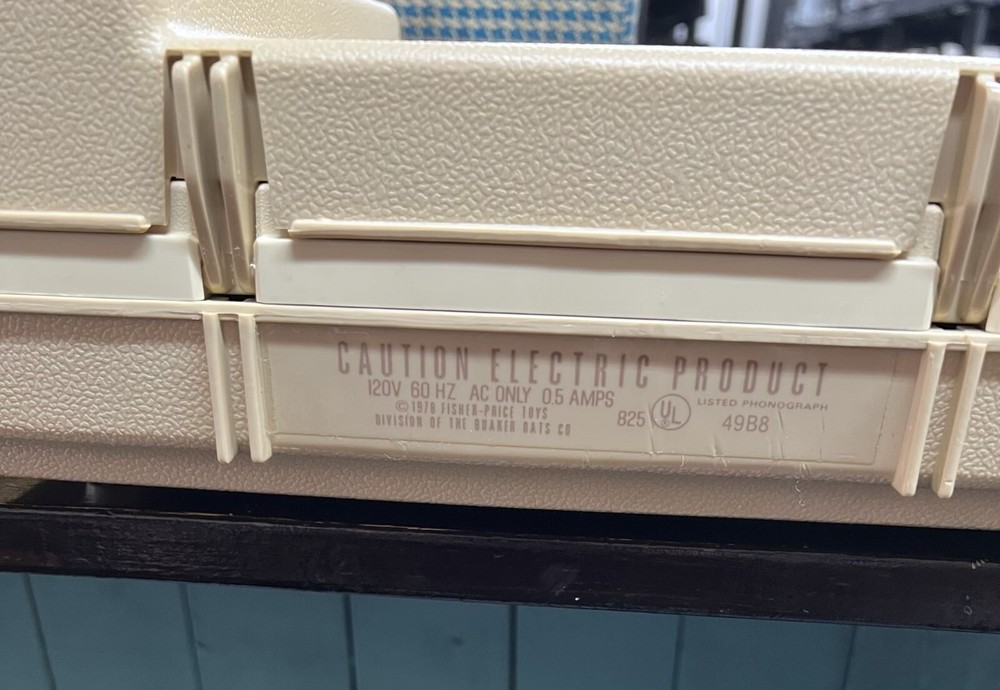 CAUTION ELECTRIC PRODUCT
120V 60 HZ AC ONLY 0.5 AMPS
© 1978 FISHER-PRICE TOYS
DIVISION OF THE QUAKER OATS CO
825 UL LISTED PHONOGRAPH
49B8